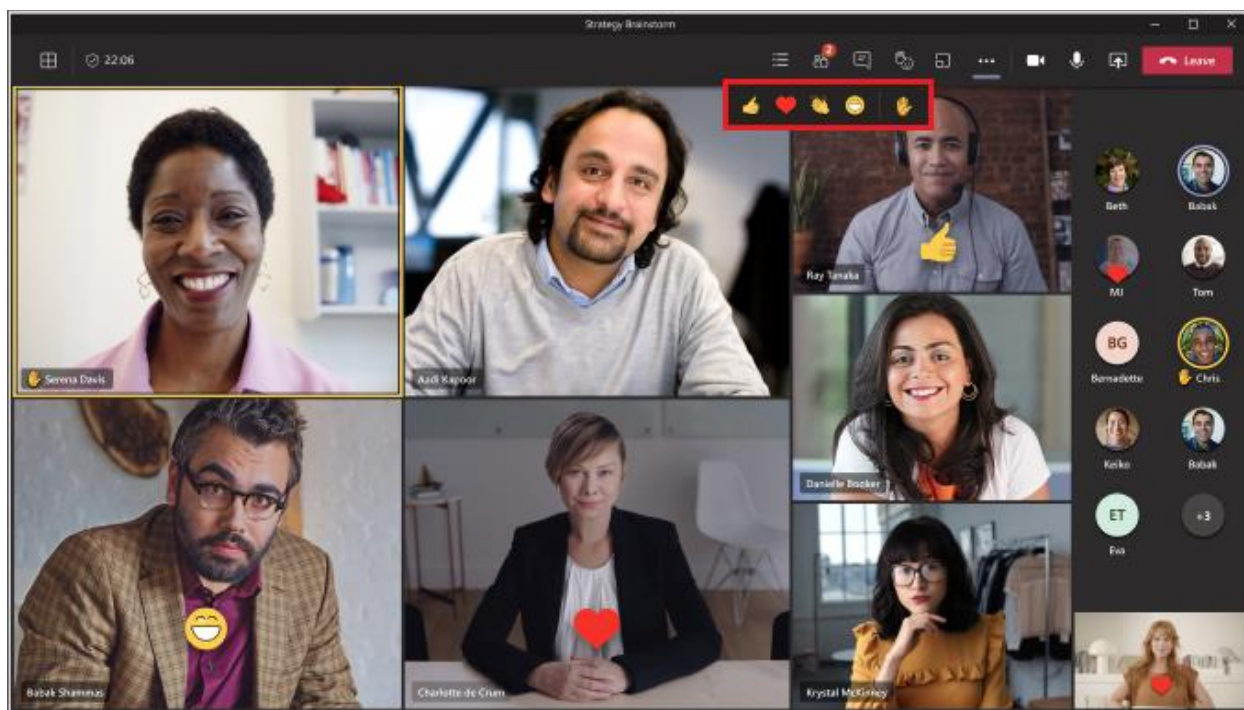 Strategy Brainstorm
22:06
2
Leave
Serena Davis
Aadi Kapoor
Ray Tanaka
Danielle Booker
Babak Shammas
Charlotte de Crum
Krystal McKinney
Beth
Babak
MJ
Tom
BG
Bernadette
Chris
Keiko
Babak
ET
Eva
+3